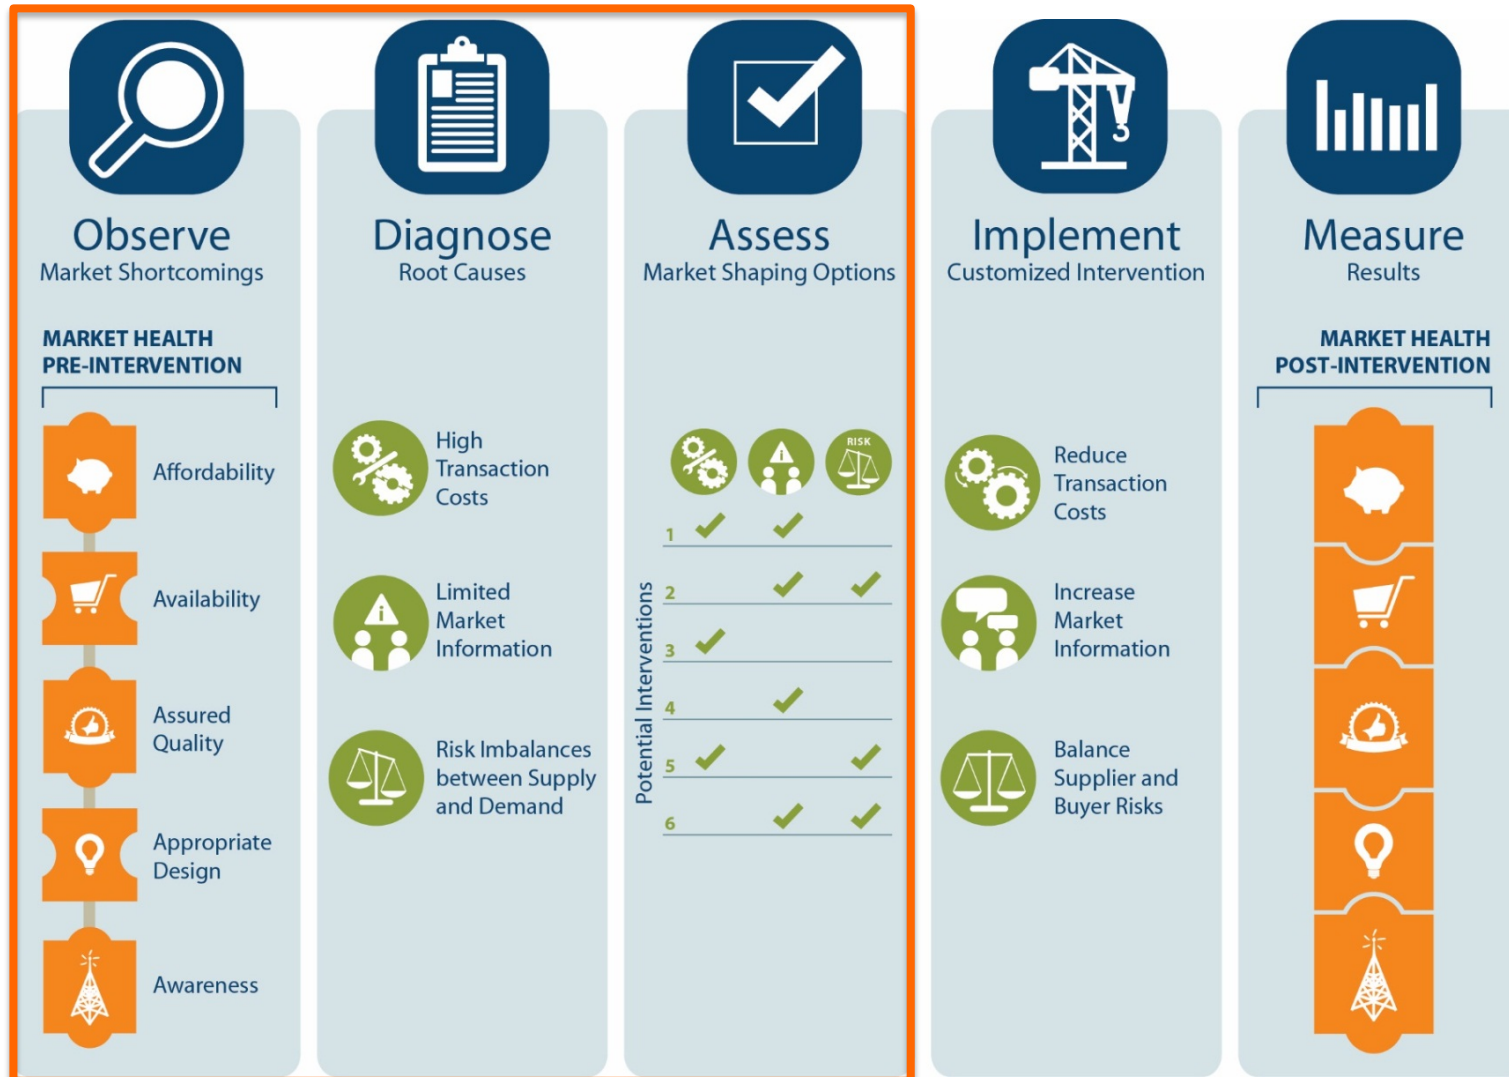 Observe
Market Shortcomings
MARKET HEALTH
PRE-INTERVENTION
Affordability
Availability
Assured
Quality
Appropriate
Design
Awareness
Diagnose
Root Causes
High
Transaction
Costs
Limited
Market
Information
Risk Imbalances
between Supply
and Demand
Assess
Market Shaping Options
RISK
Potential Interventions
1
2
3
4
5
6
Implement
Customized Intervention
Reduce
Transaction
Costs
Increase
Market
Information
Balance
Supplier and
Buyer Risks
Measure
Results
MARKET HEALTH
POST-INTERVENTION